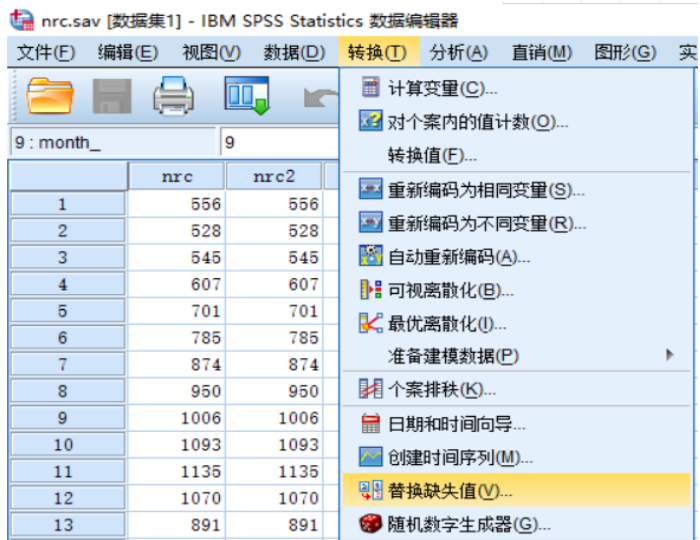 nrc.sav [数据集1] - IBM SPSS Statistics 数据编辑器
文件(F) 编辑(E) 视图(V) 数据(D) 转换(T) 分析(A) 直销(M) 图形(G) 实
计算变量(C)...
对个案内的值计数(O)...
9 : month_ 9
转换值(F)...
nrc nrc2
重新编码为相同变量(S)...
1 556 556
重新编码为不同变量(R)...
2 528 528
自动重新编码(A)...
3 545 545
可视离散化(B)...
4 607 607
最优离散化(I)...
5 701 701
准备建模数据(P)
6 785 785
7 874 874
个案排秩(K)...
8 950 950
日期和时间向导...
9 1006 1006
创建时间序列(M)...
10 1093 1093
11 1135 1135
替换缺失值(V)...
12 1070 1070
随机数字生成器(G)...
13 891 891